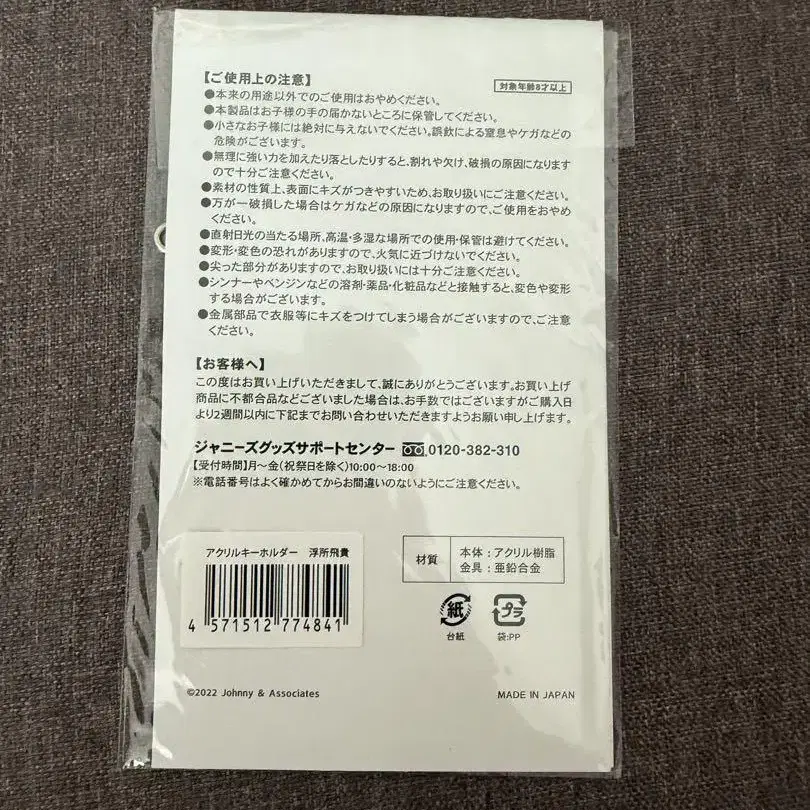 【ご使用上の注意】
対象年齢8才以上
●本来の用途以外でのご使用はおやめください。
●本製品はお子様の手の届かないところに保管してください。
●小さなお子様には絶対に与えないでください。誤飲による窒息やケガなどの
危険がございます。
●無理に強い力を加えたり落としたりすると、割れや欠け、破損の原因になりますの
で十分ご注意ください。
●素材の性質上、表面にキズがつきやすいため、お取り扱いにご注意ください。
●万が一破損した場合はケガなどの原因になりますので、ご使用をおやめ
ください。
●直射日光の当たる場所、高温・多湿な場所での使用・保管は避けてください。
●変形・変色の恐れがありますので、火気に近づけないでください。
●尖った部分がありますので、お取り扱いには十分ご注意ください。
●シンナーやベンジンなどの溶剤・薬品・化粧品などと接触すると、変色や変形
する場合がございます。
●金属部品で衣服等にキズをつけてしまう場合がございますので、ご注意
ください。
【お客様へ】
この度はお買い上げいただきまして、誠にありがとうございます。お買い上げ
商品に不都合品などございました場合は、お手数ではございますがご購入日
より2週間以内に下記までお問い合わせいただきますようお願い申し上げます。
ジャニーズグッズサポートセンター 0120-382-310
【受付時間】月～金(祝祭日を除く)10:00～18:00
※電話番号はよく確かめてからお間違いのないようにご注意ください。
アクリルキーホルダー 浮所飛貴
4 571512 774841
材質
本体：アクリル樹脂
金具：亜鉛合金
紙
台紙
プラ
袋:PP
©2022 Johnny & Associates
MADE IN JAPAN